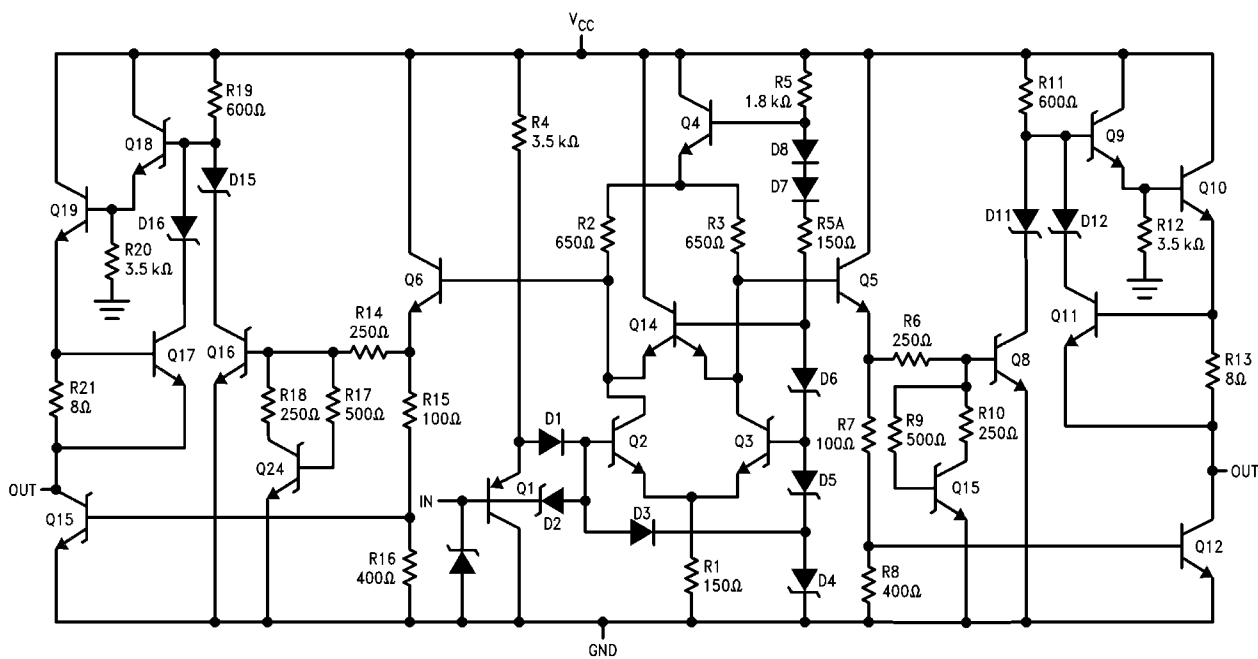 VCC
R19
600Ω
Q18
D15
Q19
D16
R20
3.5 kΩ
Q17
Q16
R21
8Ω
OUT
Q15
R14
250Ω
R18
250Ω
R17
500Ω
Q24
Q6
R15
100Ω
R16
400Ω
R4
3.5 kΩ
D1
Q1
IN
D2
D3
Q2
R2
650Ω
R3
650Ω
Q4
Q14
Q3
R1
150Ω
R5
1.8 kΩ
D8
D7
R5A
150Ω
D6
D5
D4
GND
Q5
R6
250Ω
R7
100Ω
R9
500Ω
R10
250Ω
Q15
R8
400Ω
Q8
R11
600Ω
D11
D12
Q9
Q10
R12
3.5 kΩ
Q11
R13
8Ω
OUT
Q12